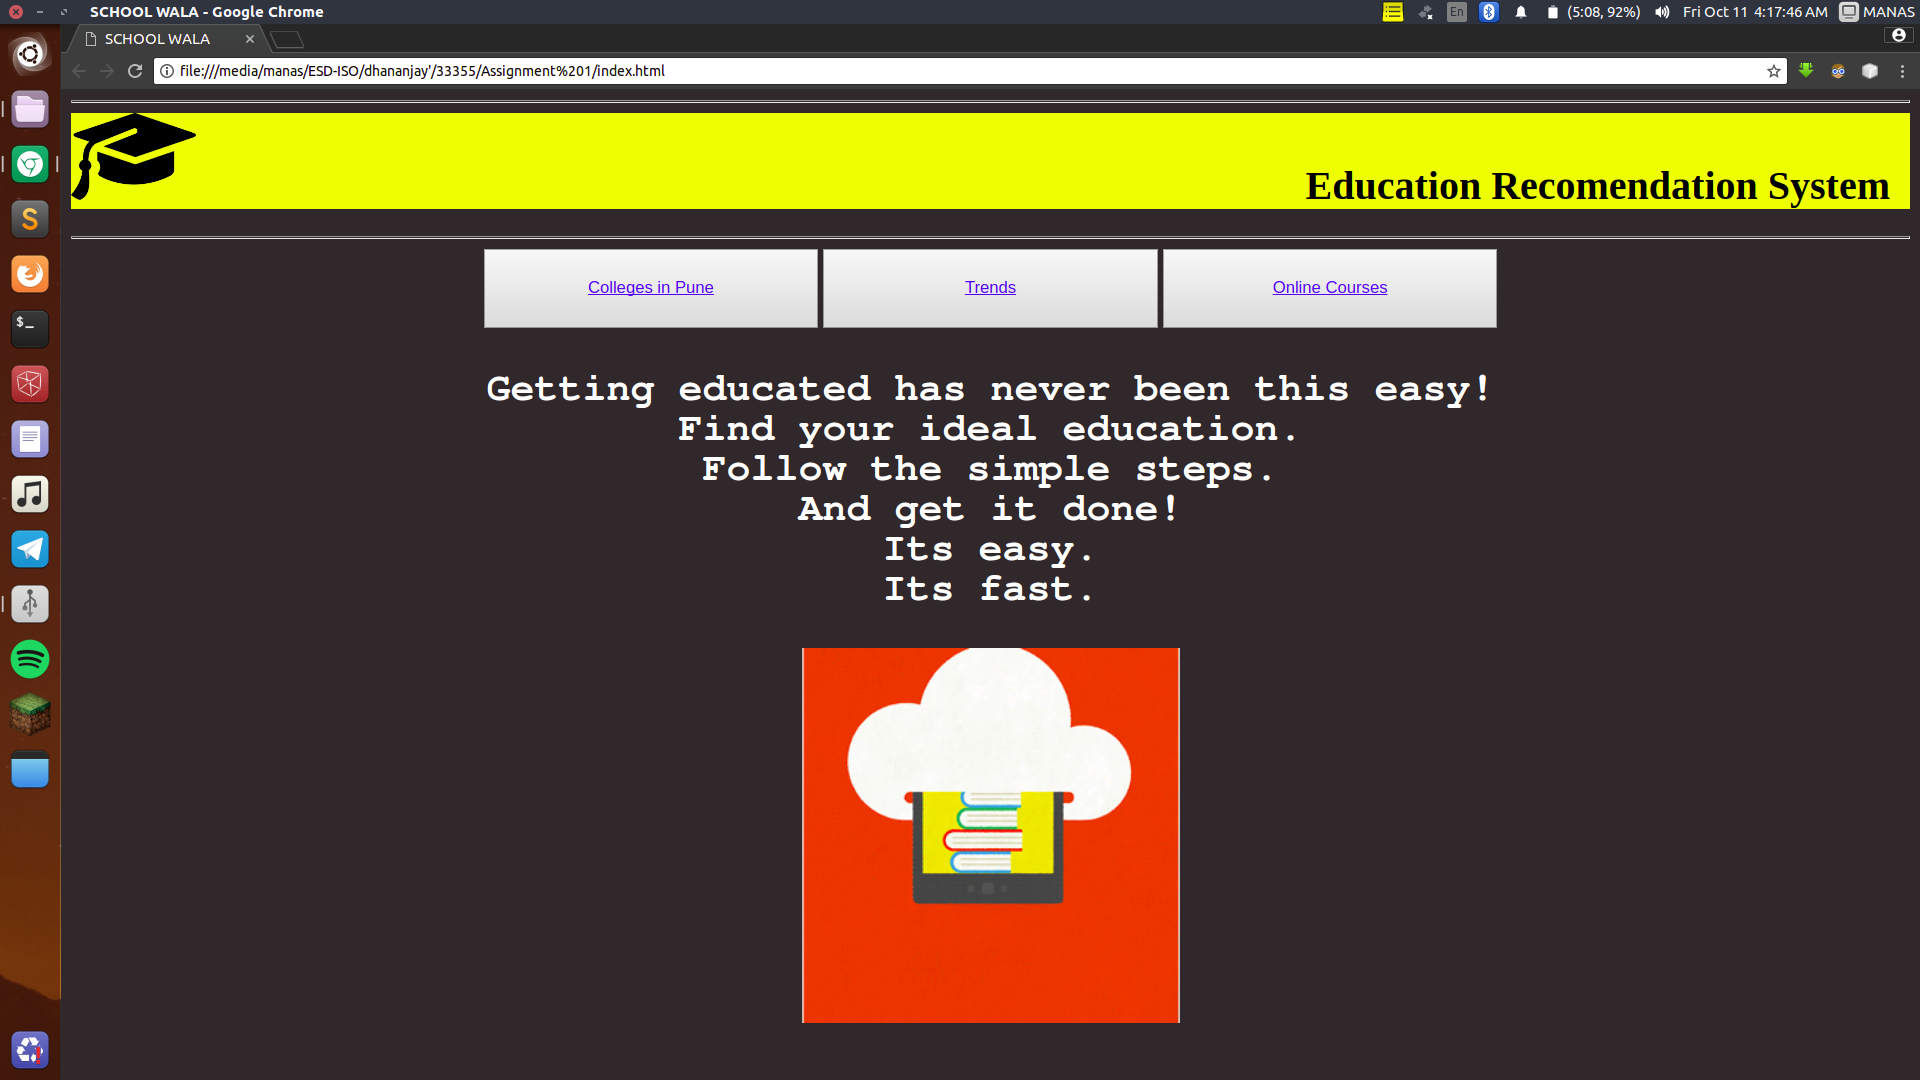 SCHOOL WALA - Google Chrome
En
(5:08, 92%)
Fri Oct 11 4:17:46 AM
MANAS
SCHOOL WALA
file:///media/manas/ESD-ISO/dhananjay'/33355/Assignment%201/index.html
Education Recomendation System
Colleges in Pune
Trends
Online Courses
Getting educated has never been this easy!
Find your ideal education.
Follow the simple steps.
And get it done!
Its easy.
Its fast.